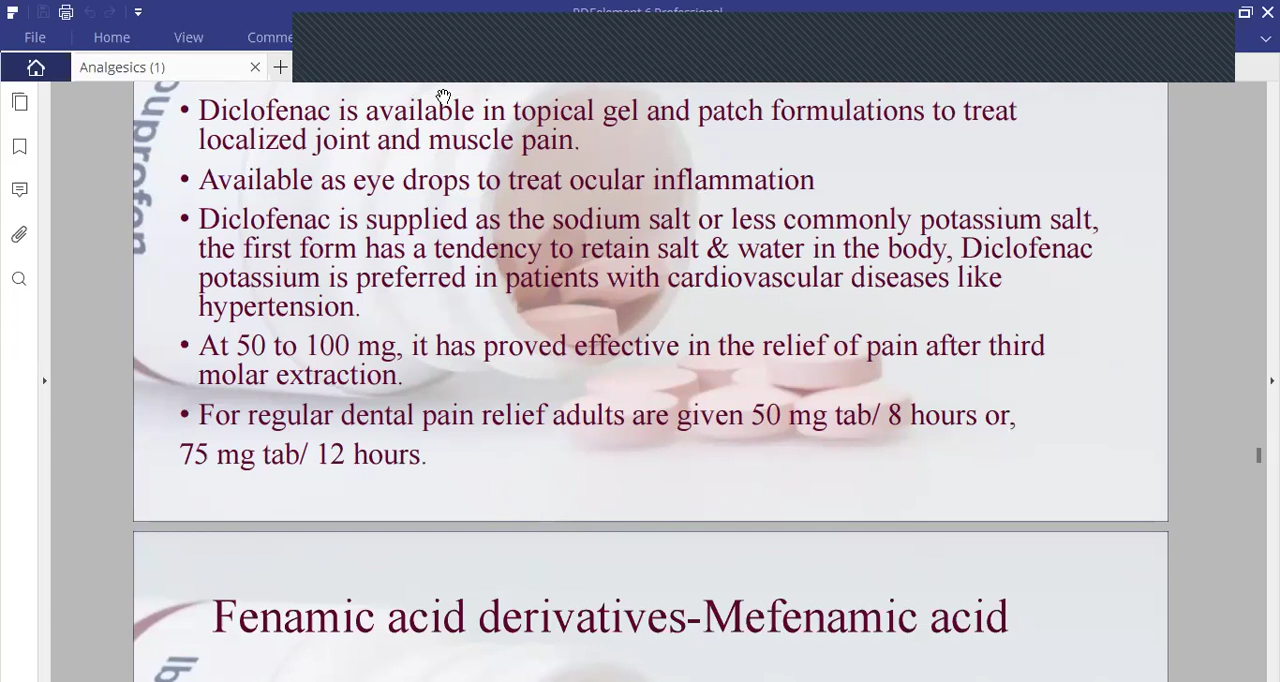 PDFelement 6 Professional
File Home View Comme
Analgesics (1)
• Diclofenac is available in topical gel and patch formulations to treat
localized joint and muscle pain.
• Available as eye drops to treat ocular inflammation
• Diclofenac is supplied as the sodium salt or less commonly potassium salt,
the first form has a tendency to retain salt & water in the body, Diclofenac
potassium is preferred in patients with cardiovascular diseases like
hypertension.
• At 50 to 100 mg, it has proved effective in the relief of pain after third
molar extraction.
• For regular dental pain relief adults are given 50 mg tab/ 8 hours or,
75 mg tab/ 12 hours.
Fenamic acid derivatives-Mefenamic acid